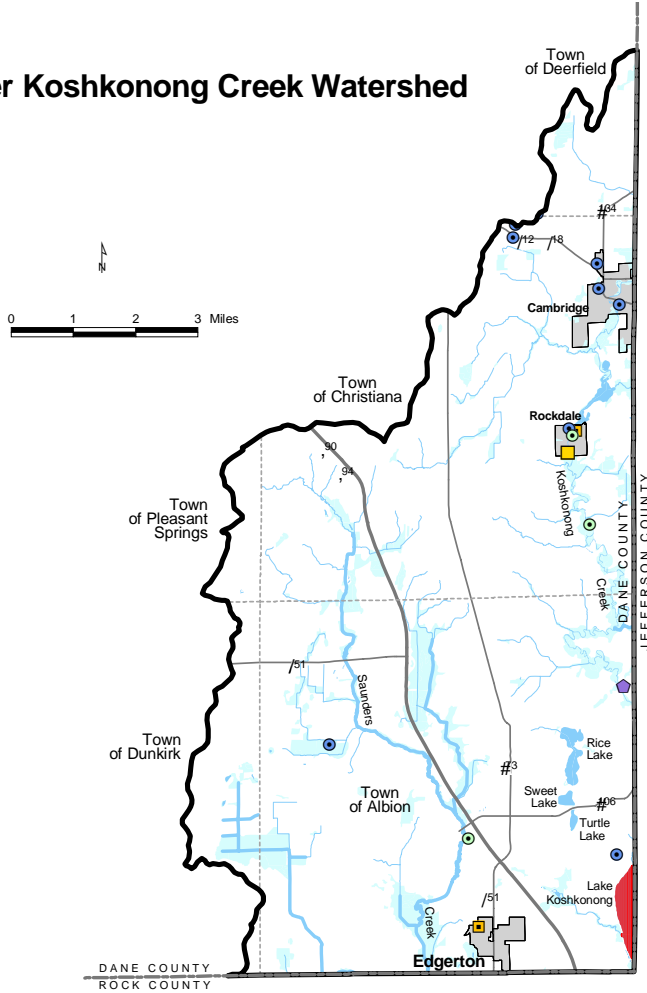 Town
of Deerfield
er Koshkonong Creek Watershed
#134
/12 /18
N
0 1 2 3 Miles
Cambridge
Town
of Christiana
Rockdale
, 90
, 94
Town
of Pleasant
Springs
Koshkonong
Creek
DANE COUNTY
JEFFERSON COUNTY
/51
Saunders
Town
of Dunkirk
Rice
Lake
#73
Town
of Albion
Sweet
Lake
#106
Turtle
Lake
Lake
Koshkonong
/51
Creek
Edgerton
DANE COUNTY
ROCK COUNTY